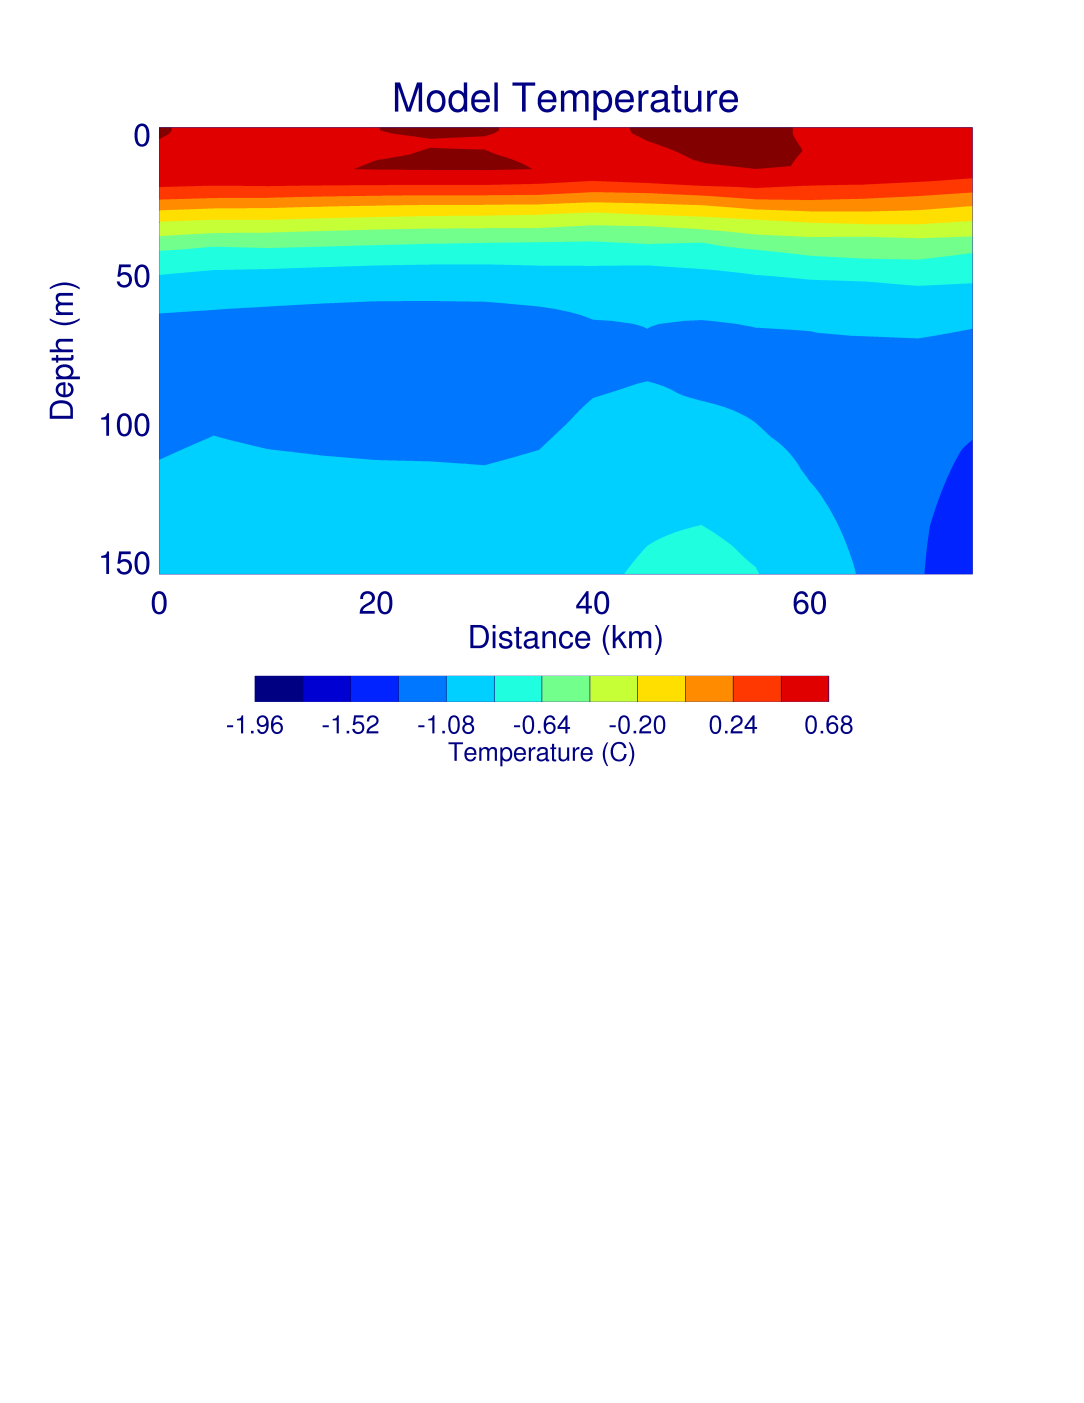 Model Temperature
0
50
100
150
Depth (m)
0 20 40 60
Distance (km)
-1.96 -1.52 -1.08 -0.64 -0.20 0.24 0.68
Temperature (C)